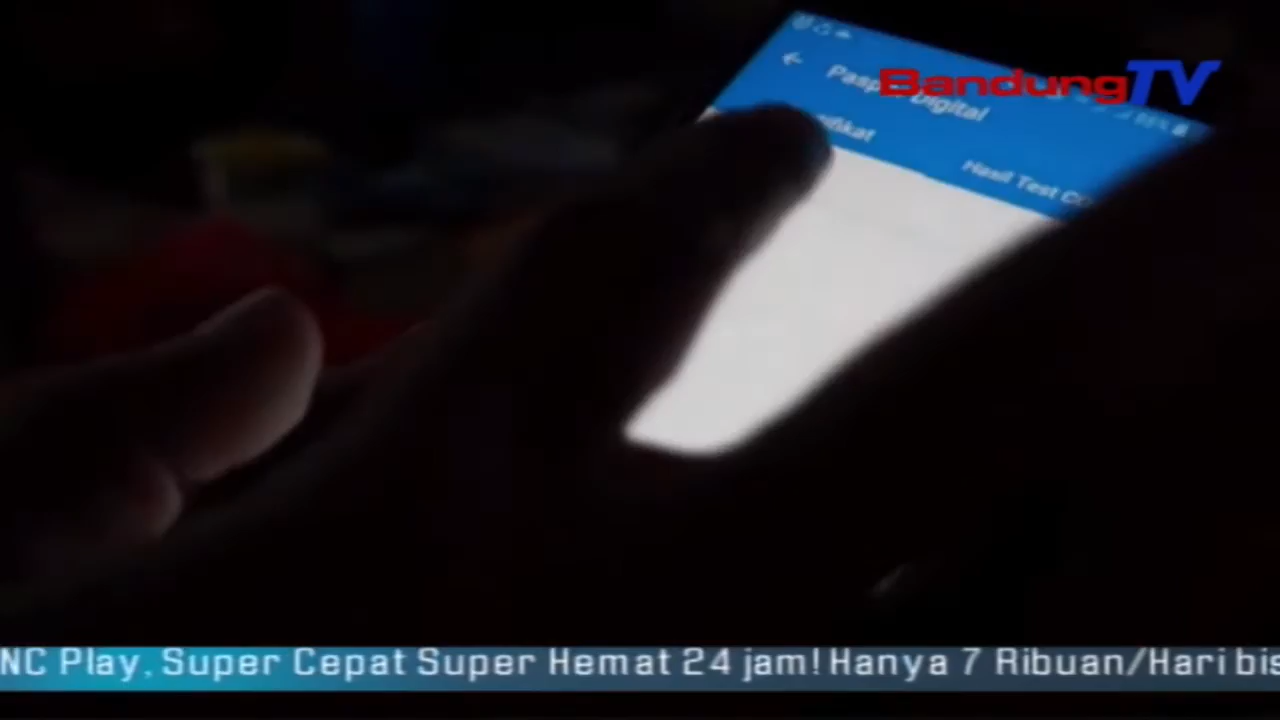 BandungTV
Digital
Hasil Test
NC Play, Super Cepat Super Hemat 24 jam! Hanya 7 Ribuan/Hari bis